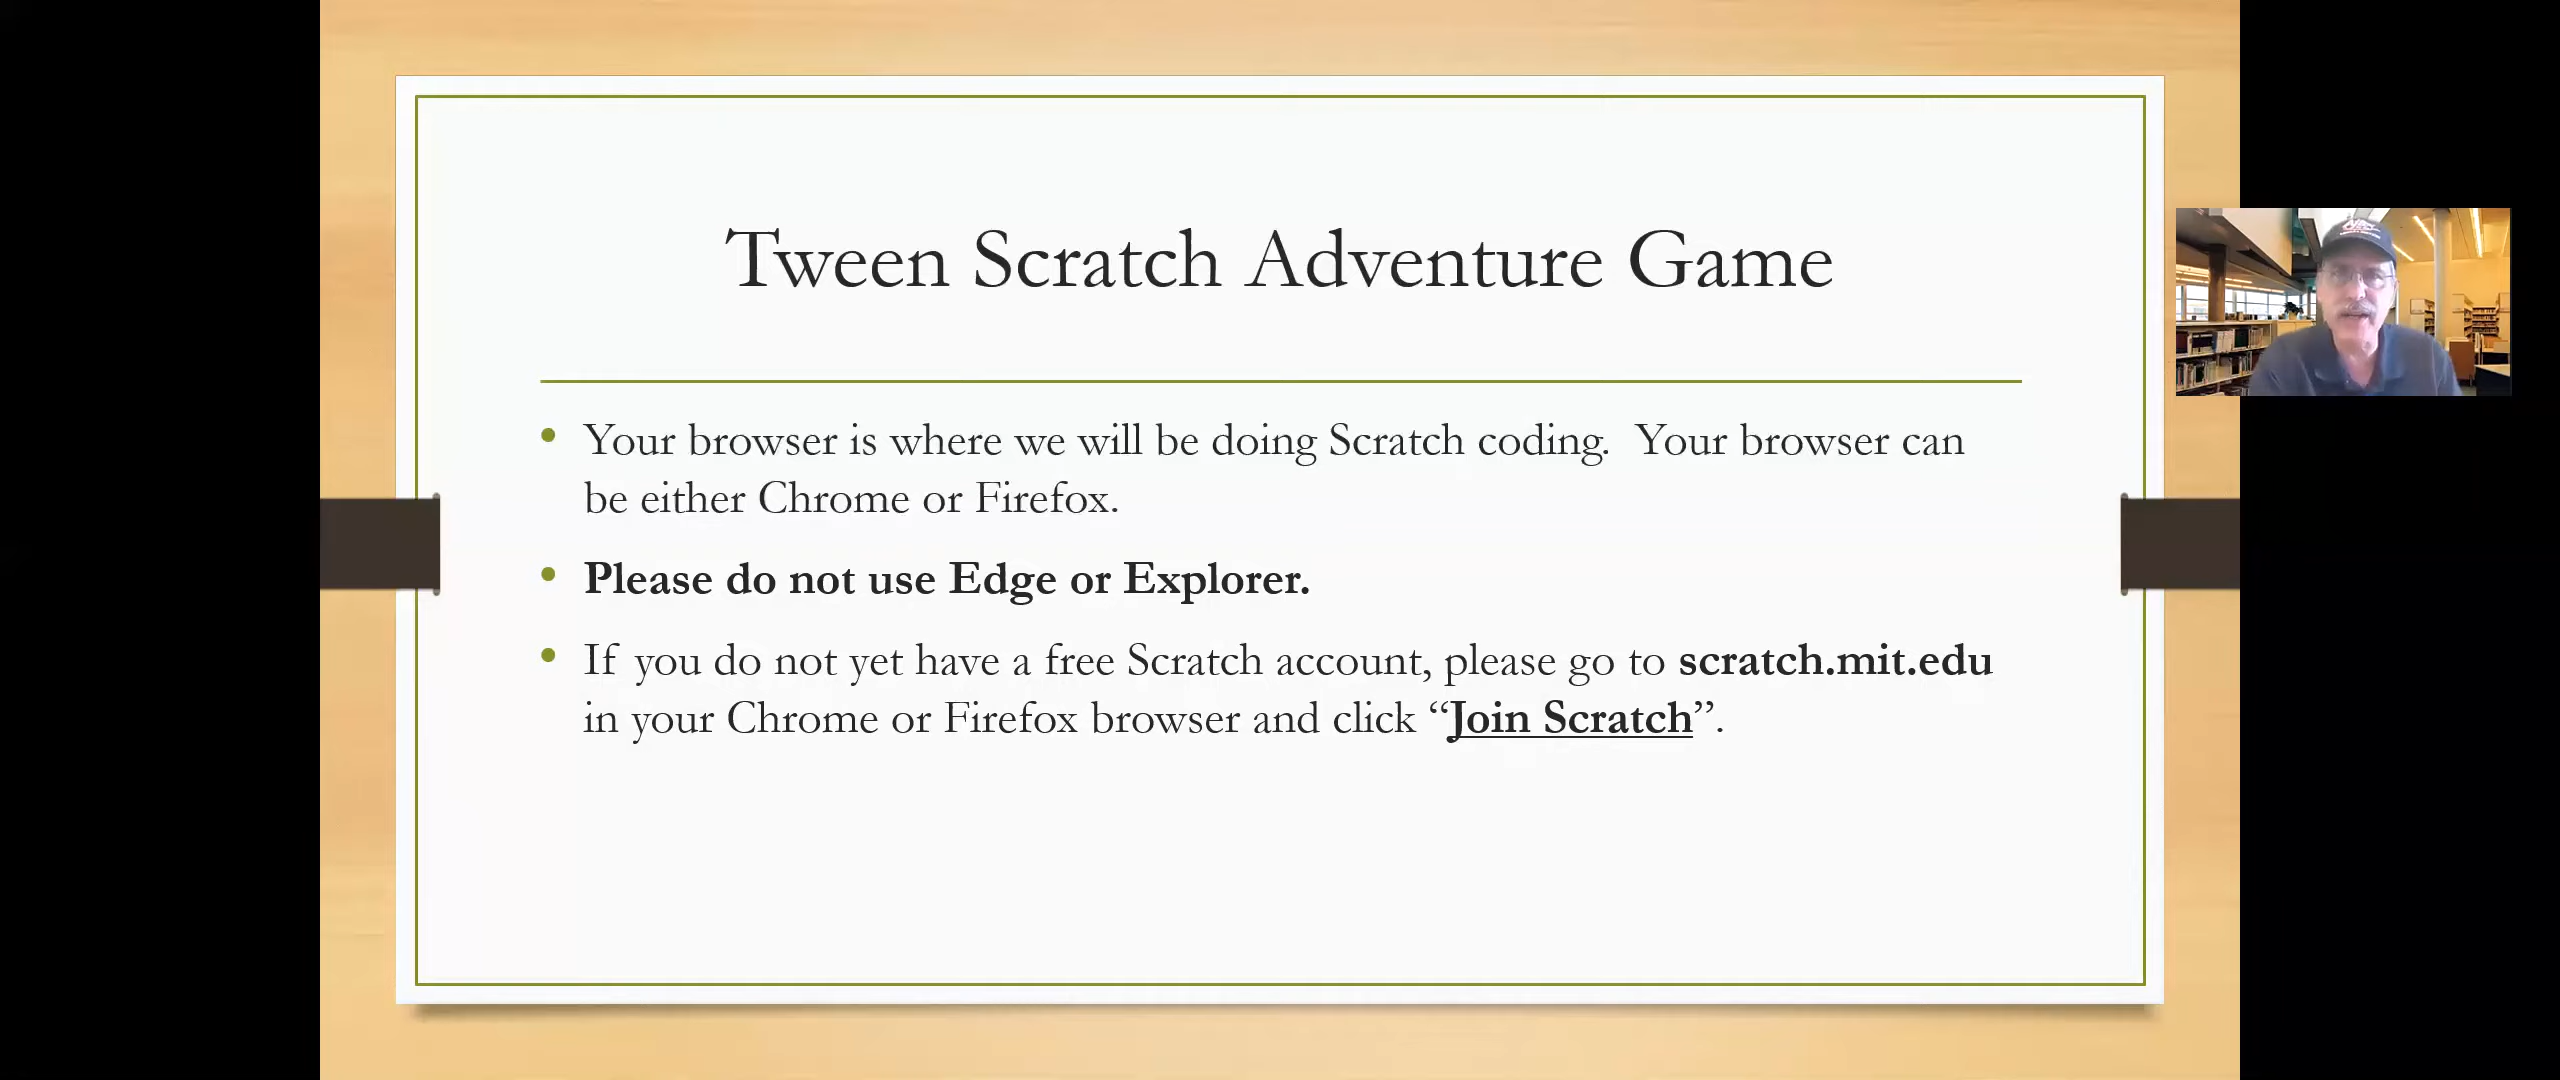 Tween Scratch Adventure Game
Your browser is where we will be doing Scratch coding.  Your browser can
be either Chrome or Firefox.
Please do not use Edge or Explorer.
If you do not yet have a free Scratch account, please go to scratch.mit.edu
in your Chrome or Firefox browser and click “Join Scratch”.